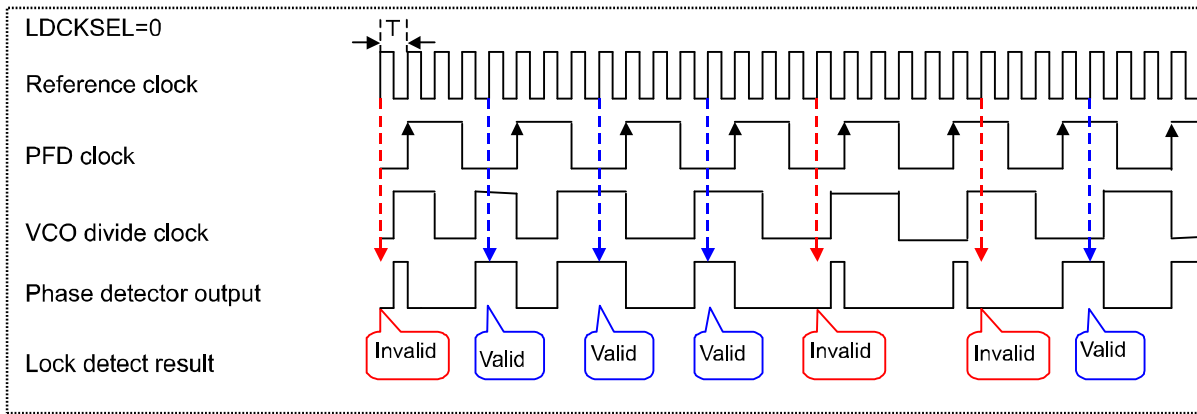 LDCKSEL=0
T
Reference clock
PFD clock
VCO divide clock
Phase detector output
Lock detect result
Invalid
Valid
Valid
Valid
Invalid
Invalid
Valid